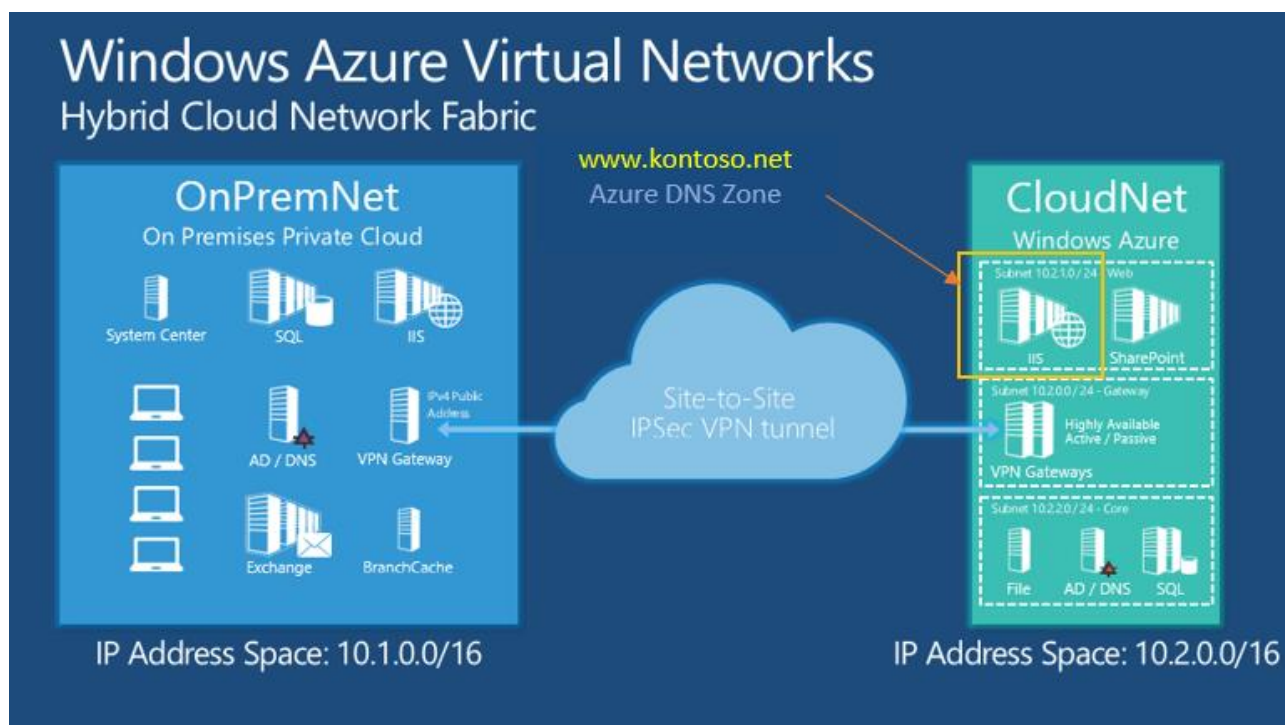 Windows Azure Virtual Networks
Hybrid Cloud Network Fabric
www.kontoso.net
Azure DNS Zone
OnPremNet
On Premises Private Cloud
System Center
SQL
IIS
IPv4 Public
Address
AD / DNS
VPN Gateway
Exchange
BranchCache
IP Address Space: 10.1.0.0/16
Site-to-Site
IPSec VPN tunnel
CloudNet
Windows Azure
Subnet 10.2.1.0 / 24 - Web
IIS
SharePoint
Subnet 10.2.0.0 / 24 - Gateway
Highly Available
Active / Passive
VPN Gateways
Subnet 10.2.2.0 / 24 - Core
File
AD / DNS
SQL
IP Address Space: 10.2.0.0/16